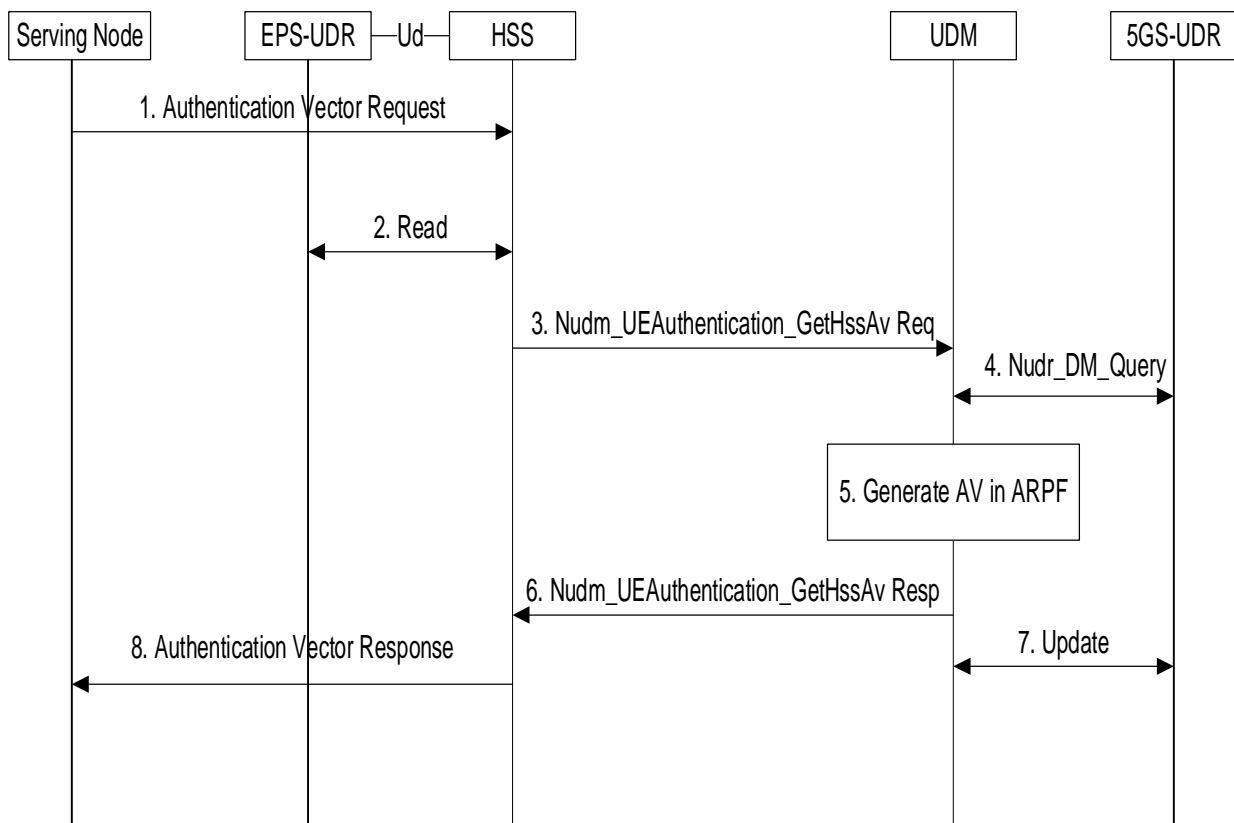 Serving Node
EPS-UDR
Ud
HSS
UDM
5GS-UDR
1. Authentication Vector Request
2. Read
3. Nudm_UEAuthentication_GetHssAv Req
4. Nudr_DM_Query
5. Generate AV in ARPF
6. Nudm_UEAuthentication_GetHssAv Resp
7. Update
8. Authentication Vector Response